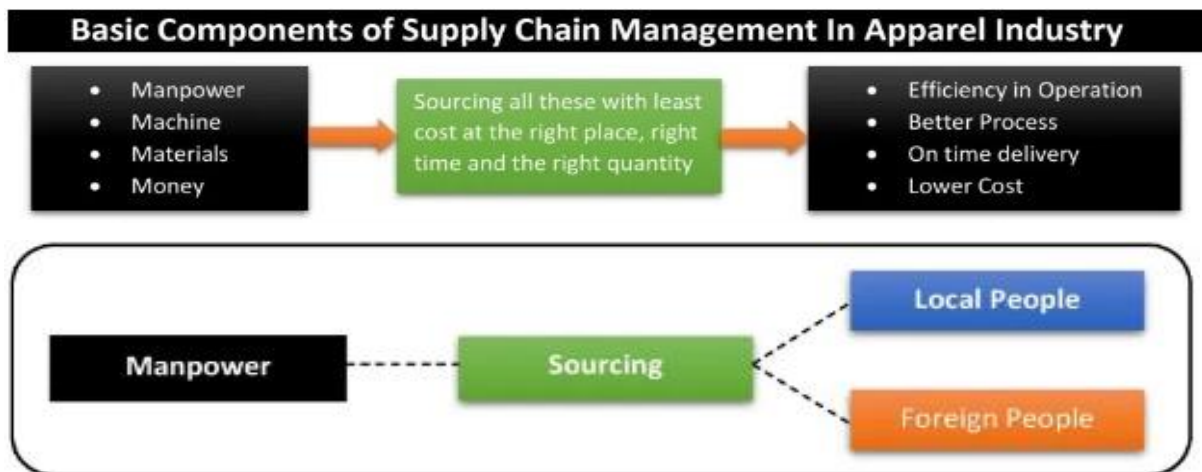 Basic Components of Supply Chain Management In Apparel Industry
• Manpower
• Machine
• Materials
• Money
Sourcing all these with least
cost at the right place, right
time and the right quantity
• Efficiency in Operation
• Better Process
• On time delivery
• Lower Cost
Manpower
Sourcing
Local People
Foreign People